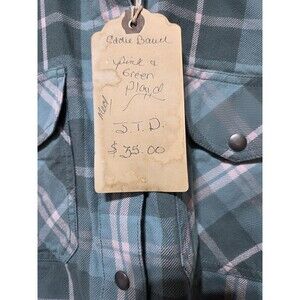 Eddie Bauer
Pink &
Green
Plaid
Med
J.T.D.
$ 35.00